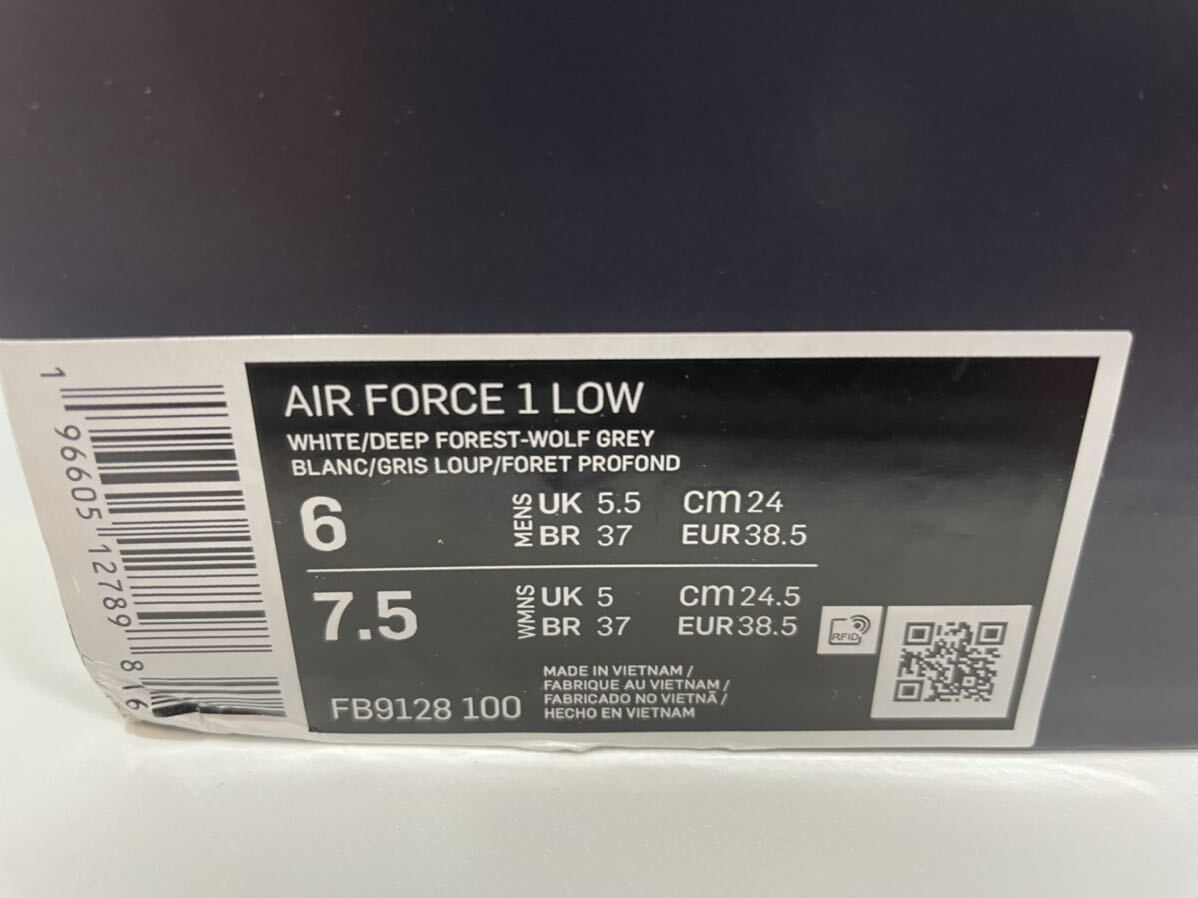 AIR FORCE 1 LOW
WHITE/DEEP FOREST-WOLF GREY
BLANC/GRIS LOUP/FORET PROFOND
6 MENS UK 5.5 cm 24
BR 37 EUR 38.5
7.5 WMNS UK 5 cm 24.5
BR 37 EUR 38.5
RFID
FB9128 100
MADE IN VIETNAM /
FABRIQUE AU VIETNAM /
FABRICADO NO VIETNÃ /
HECHO EN VIETNAM
1 96605 12789 8/6